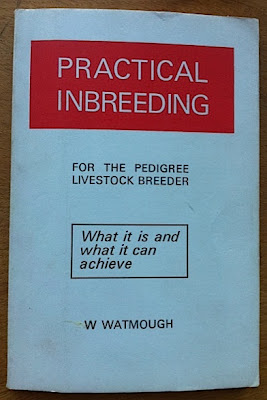 PRACTICAL
INBREEDING
FOR THE PEDIGREE
LIVESTOCK BREEDER
What it is and
what it can
achieve
W WATMOUGH